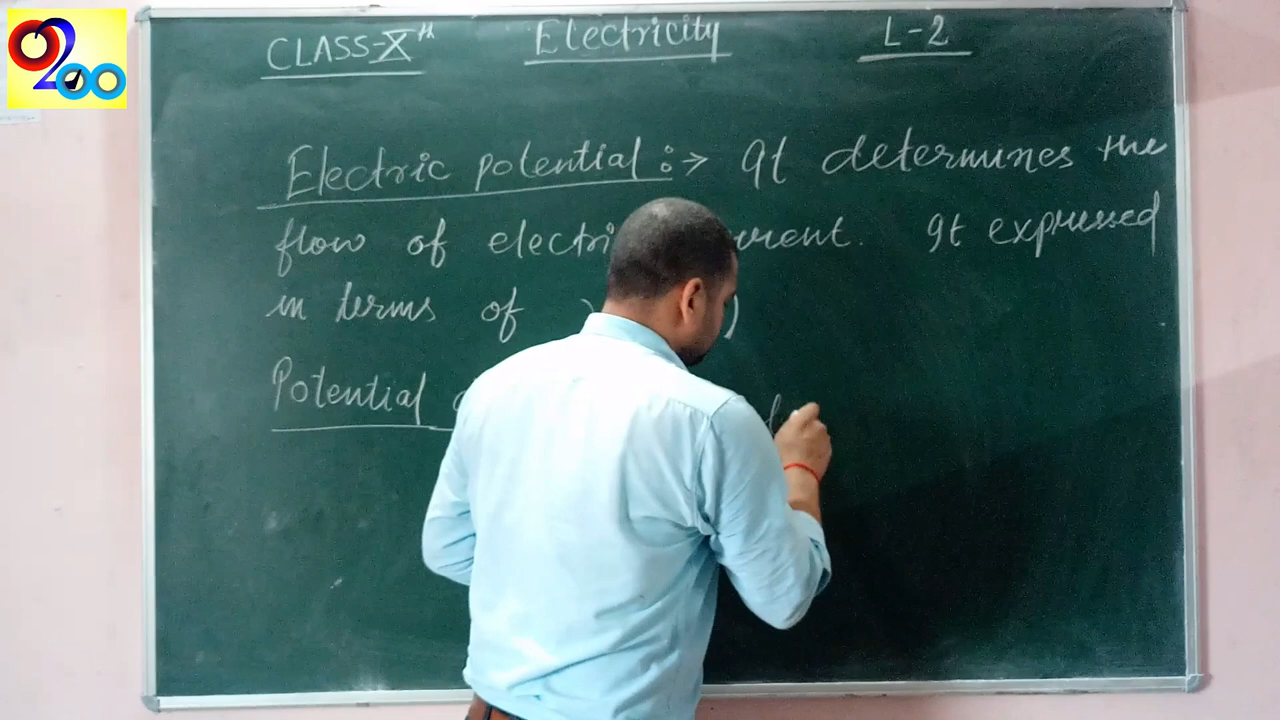 CLASS-Xth Electricity L-2
Electric potential :→ It determines the
flow of electri urrent. It expressed
in terms of
Potential